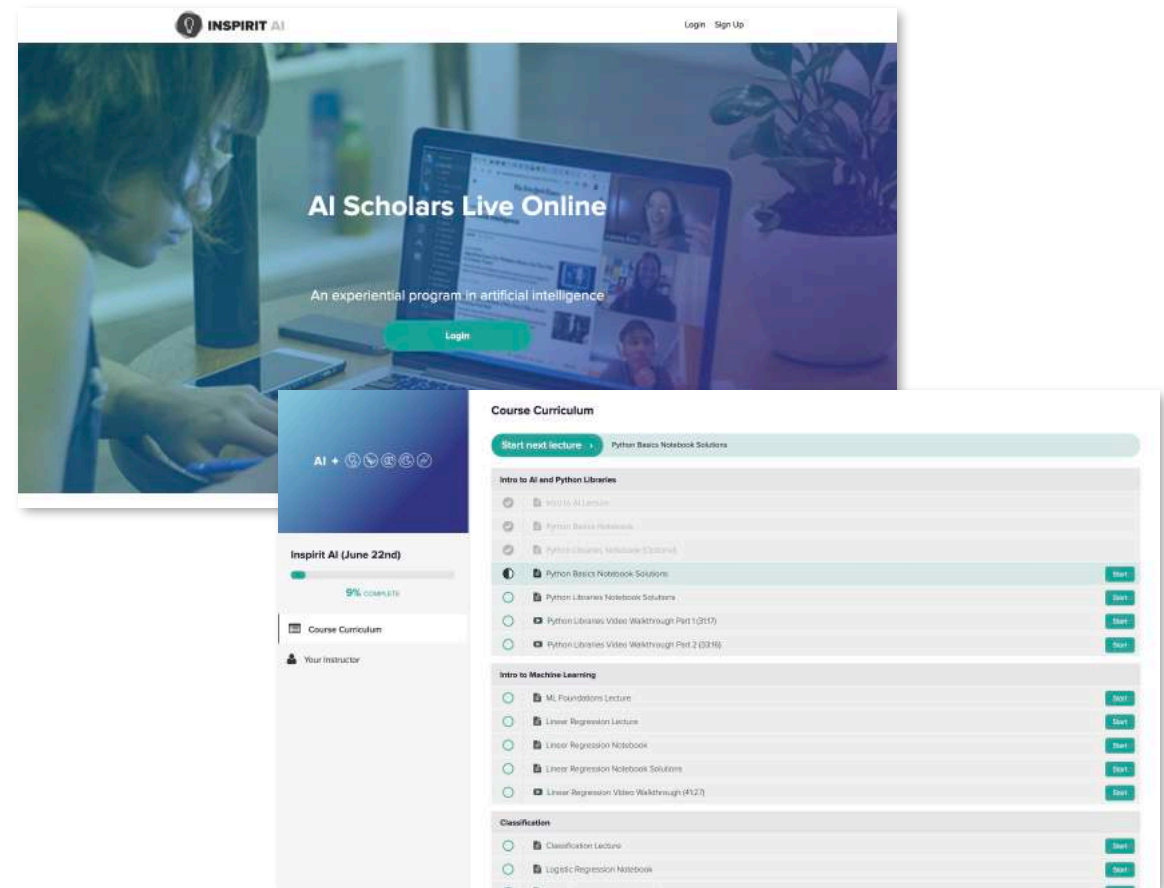 INSPIRIT AI
Login Sign Up
AI Scholars Live Online
An experiential program in artificial intelligence
Login
AI +
Inspirit AI (June 22nd)
9% COMPLETE
Course Curriculum
Your Instructor
Course Curriculum
Start next lecture › Python Basics Notebook Solutions
Intro to AI and Python Libraries
Intro to AI Lecture
Python Basics Notebook
Python Libraries Notebook (Optional)
Python Basics Notebook Solutions Start
Python Libraries Notebook Solutions Start
Python Libraries Video Walkthrough Part 1 (31:17) Start
Python Libraries Video Walkthrough Part 2 (33:16) Start
Intro to Machine Learning
ML Foundations Lecture Start
Linear Regression Lecture Start
Linear Regression Notebook Start
Linear Regression Notebook Solutions Start
Linear Regression Video Walkthrough (41:27) Start
Classification
Classification Lecture Start
Logistic Regression Notebook Start